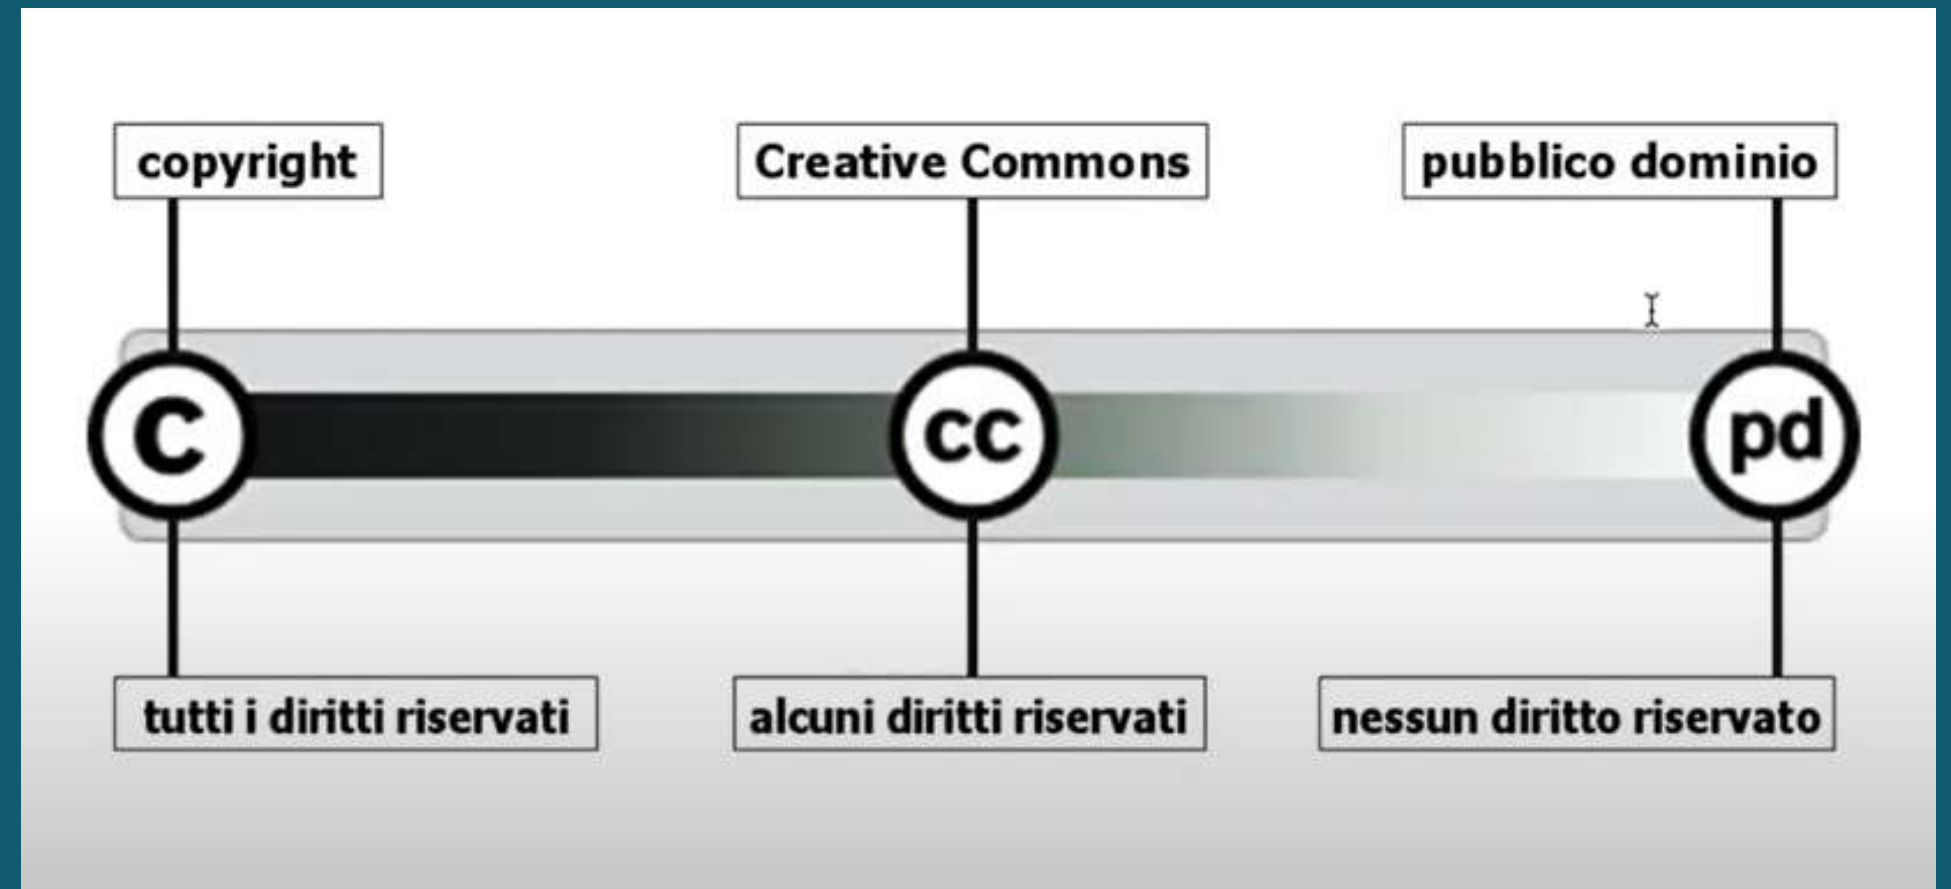 copyright
Creative Commons
pubblico dominio
C
cc
pd
tutti i diritti riservati
alcuni diritti riservati
nessun diritto riservato